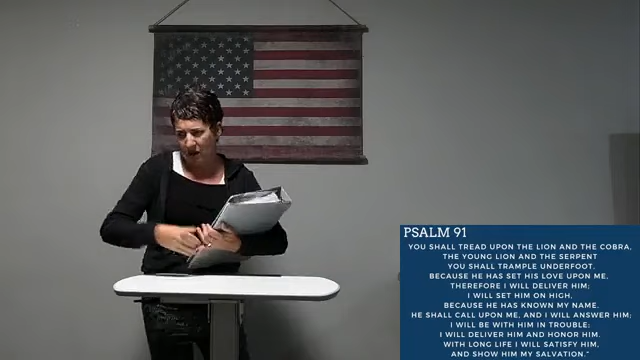 PSALM 91
YOU SHALL TREAD UPON THE LION AND THE COBRA,
THE YOUNG LION AND THE SERPENT
YOU SHALL TRAMPLE UNDERFOOT.
BECAUSE HE HAS SET HIS LOVE UPON ME,
THEREFORE I WILL DELIVER HIM;
I WILL SET HIM ON HIGH,
BECAUSE HE HAS KNOWN MY NAME.
HE SHALL CALL UPON ME, AND I WILL ANSWER HIM;
I WILL BE WITH HIM IN TROUBLE;
I WILL DELIVER HIM AND HONOR HIM.
WITH LONG LIFE I WILL SATISFY HIM,
AND SHOW HIM MY SALVATION.”